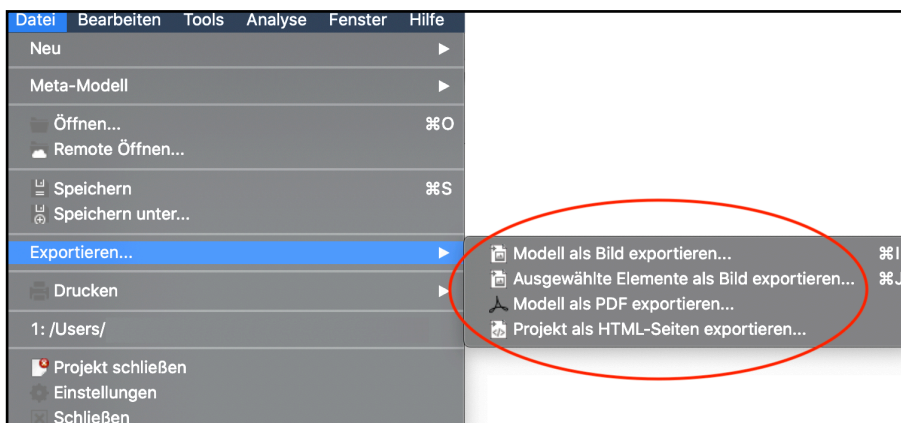 Datei Bearbeiten Tools Analyse Fenster Hilfe
Neu
Meta-Modell
Öffnen... ⌘O
Remote Öffnen...
Speichern ⌘S
Speichern unter...
Exportieren...
Modell als Bild exportieren... ⌘I
Ausgewählte Elemente als Bild exportieren... ⌘J
Modell als PDF exportieren...
Projekt als HTML-Seiten exportieren...
Drucken
1: /Users/
Projekt schließen
Einstellungen
Schließen